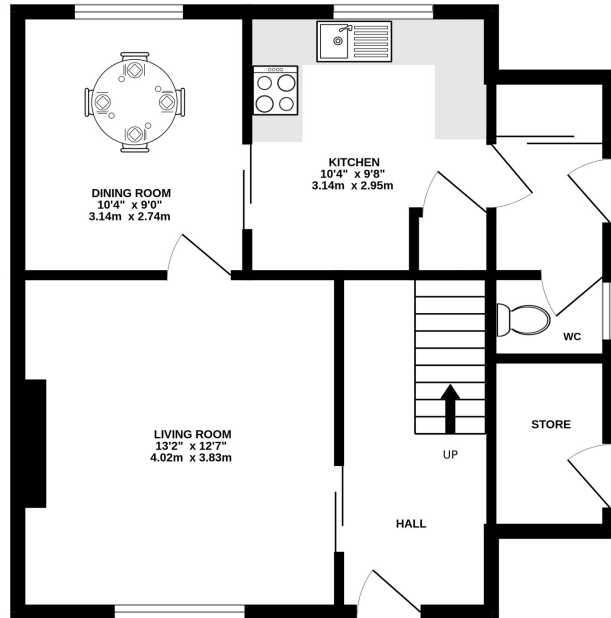 DINING ROOM
10'4" x 9'0"
3.14m x 2.74m
KITCHEN
10'4" x 9'8"
3.14m x 2.95m
WC
LIVING ROOM
13'2" x 12'7"
4.02m x 3.83m
STORE
UP
HALL